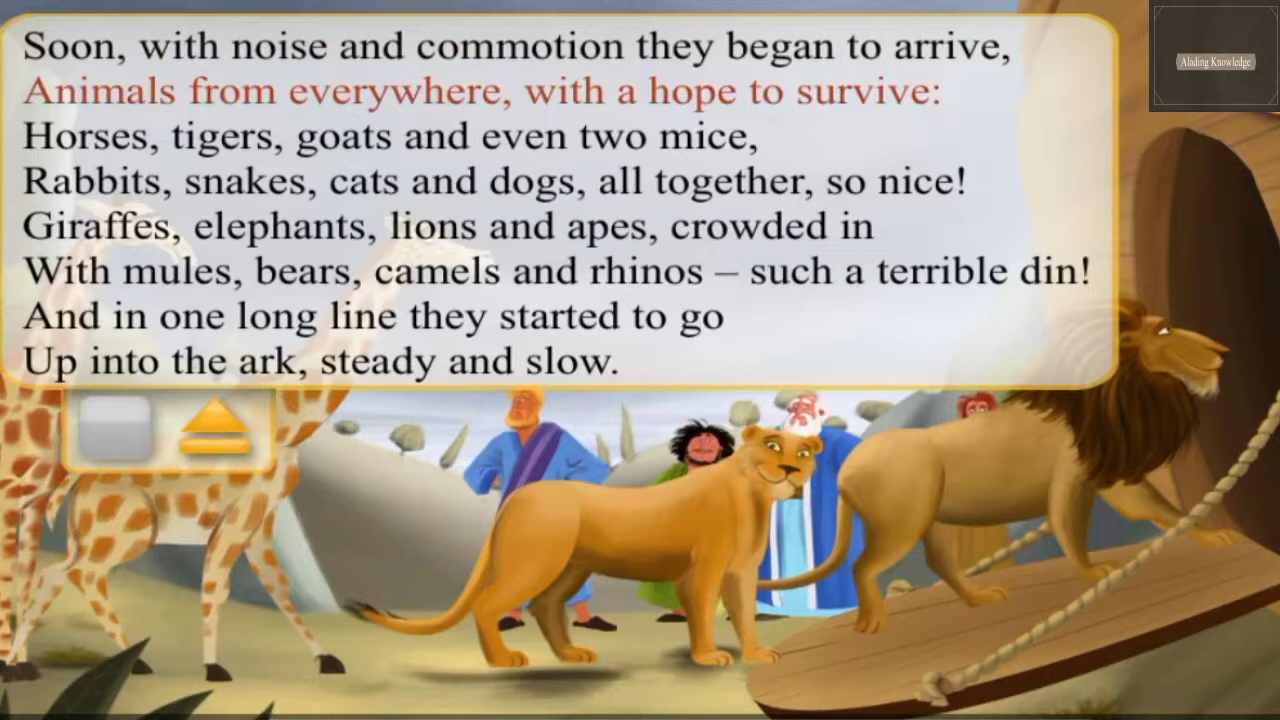 Soon, with noise and commotion they began to arrive,
Animals from everywhere, with a hope to survive:
Horses, tigers, goats and even two mice,
Rabbits, snakes, cats and dogs, all together, so nice!
Giraffes, elephants, lions and apes, crowded in
With mules, bears, camels and rhinos – such a terrible din!
And in one long line they started to go
Up into the ark, steady and slow.
Alading Knowledge